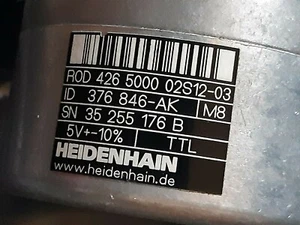 ROD 426 5000 02S12-03
ID 376 846-AK M8
SN 35 255 176 B
5V+-10% TTL
HEIDENHAIN
www.heidenhain.de